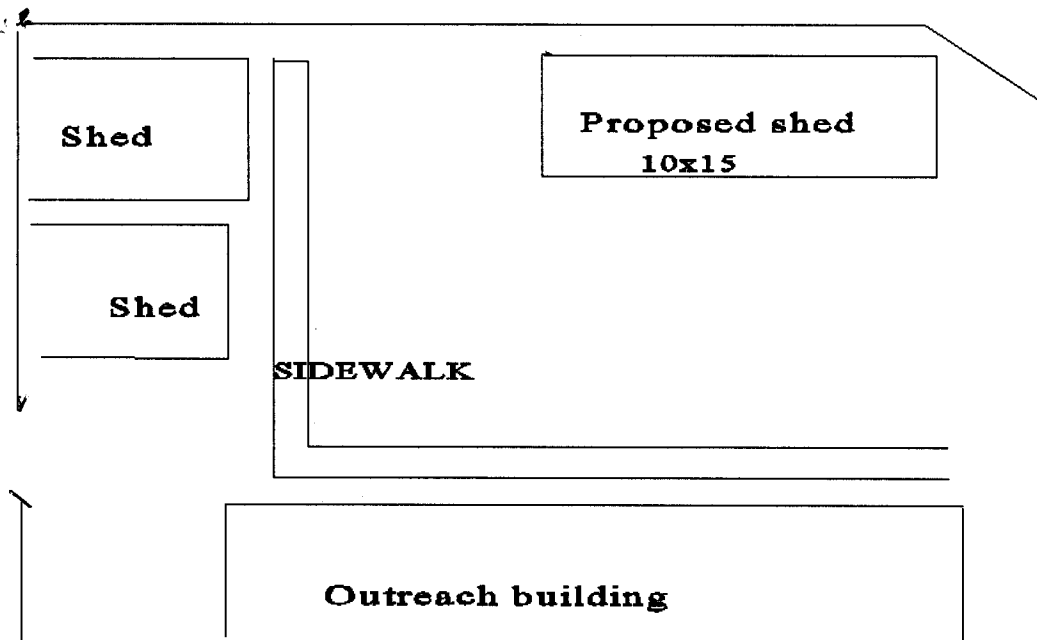 Shed
Proposed shed
10x15
Shed
SIDEWALK
Outreach building